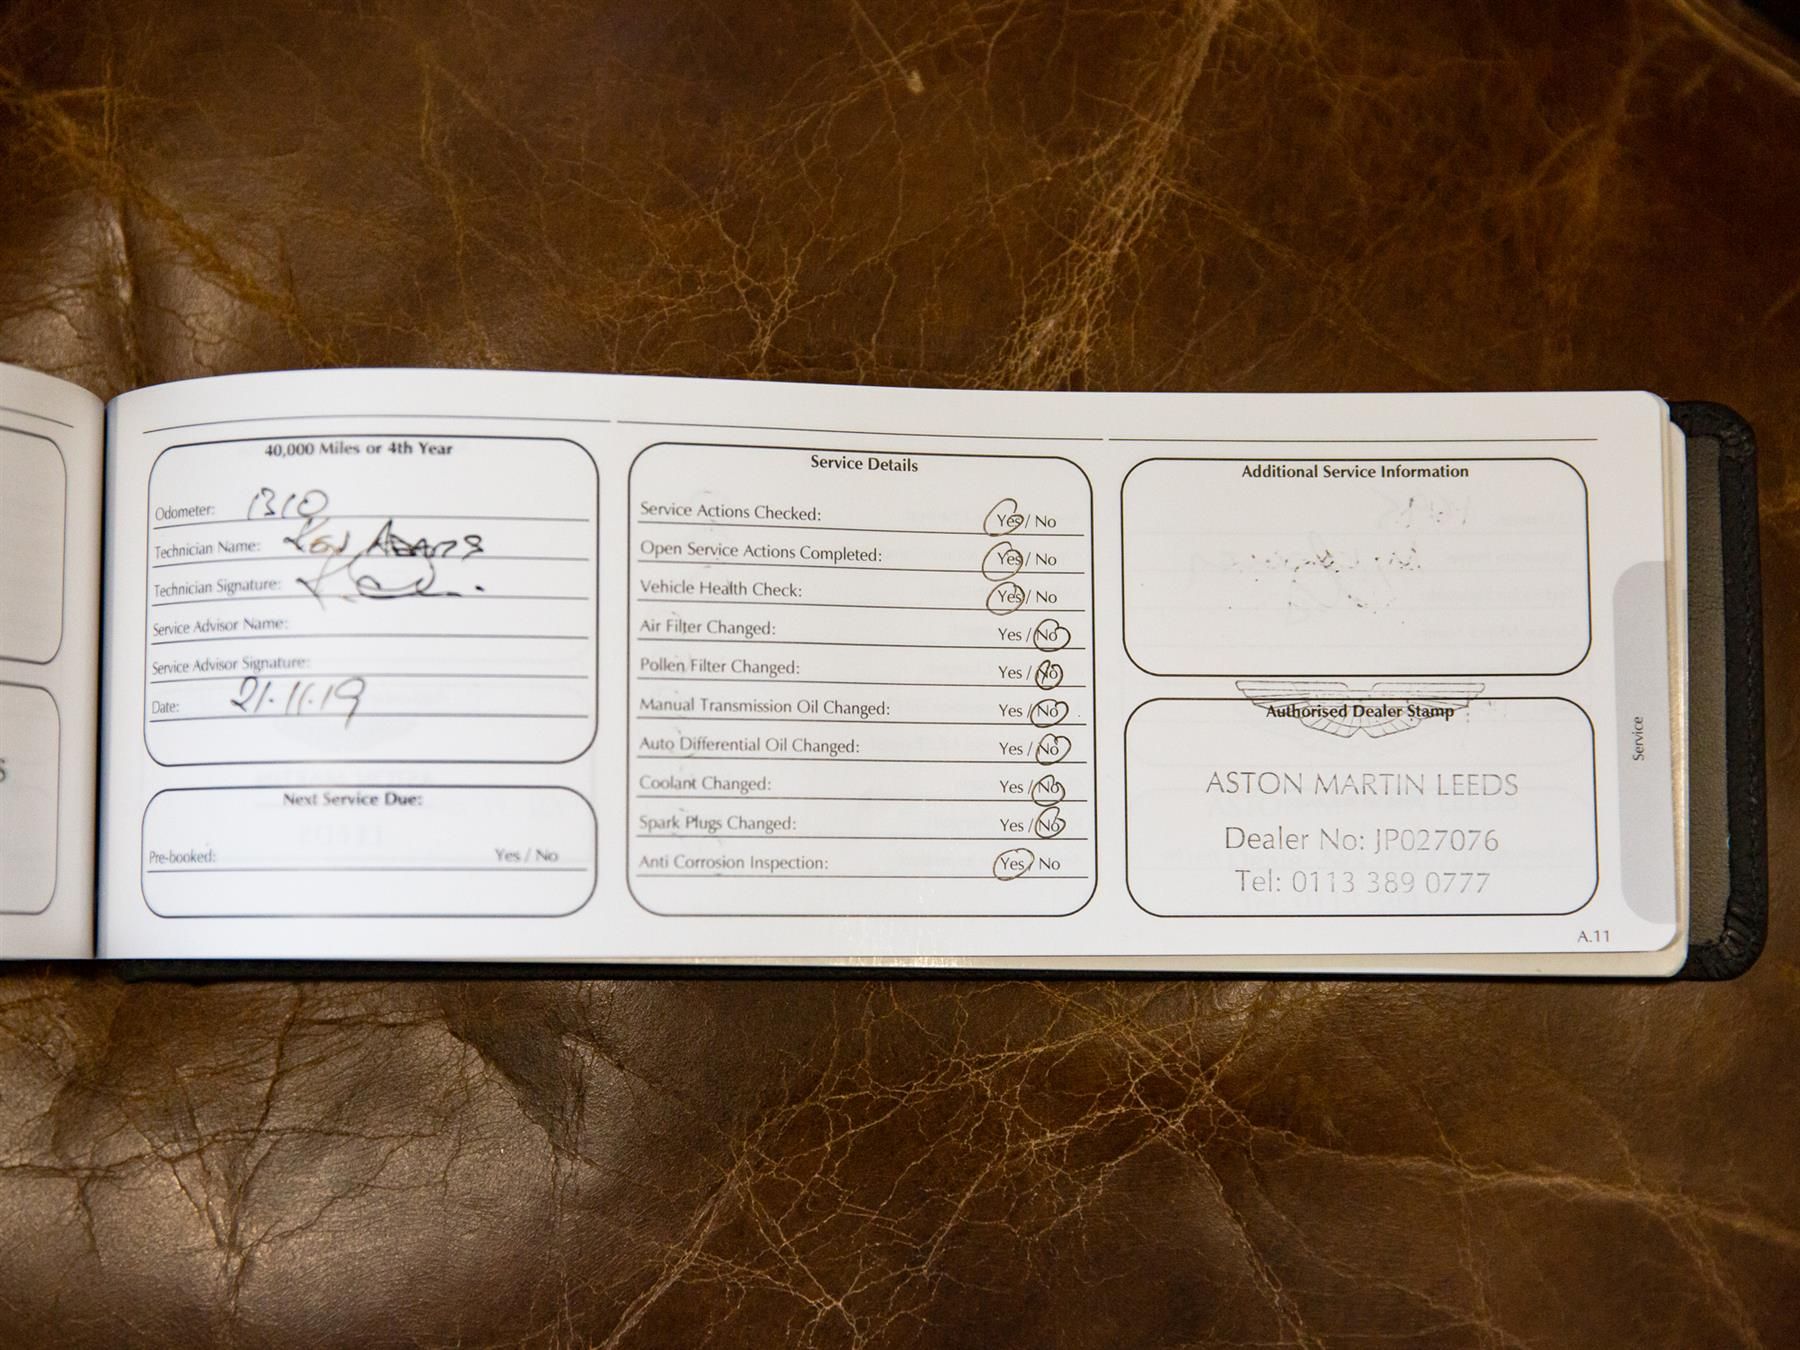 40,000 Miles or 4th Year
Odometer: 1310
Technician Name: Adams
Technician Signature:
Service Advisor Name:
Service Advisor Signature:
Date: 21.11.19
Next Service Due:
Pre-booked: Yes / No
Service Details
Service Actions Checked: Yes / No
Open Service Actions Completed: Yes / No
Vehicle Health Check: Yes / No
Air Filter Changed: Yes / No
Pollen Filter Changed: Yes / No
Manual Transmission Oil Changed: Yes / No
Auto Differential Oil Changed: Yes / No
Coolant Changed: Yes / No
Spark Plugs Changed: Yes / No
Anti Corrosion Inspection: Yes / No
Additional Service Information
Authorised Dealer Stamp
ASTON MARTIN LEEDS
Dealer No: JP027076
Tel: 0113 389 0777
Service
A.11